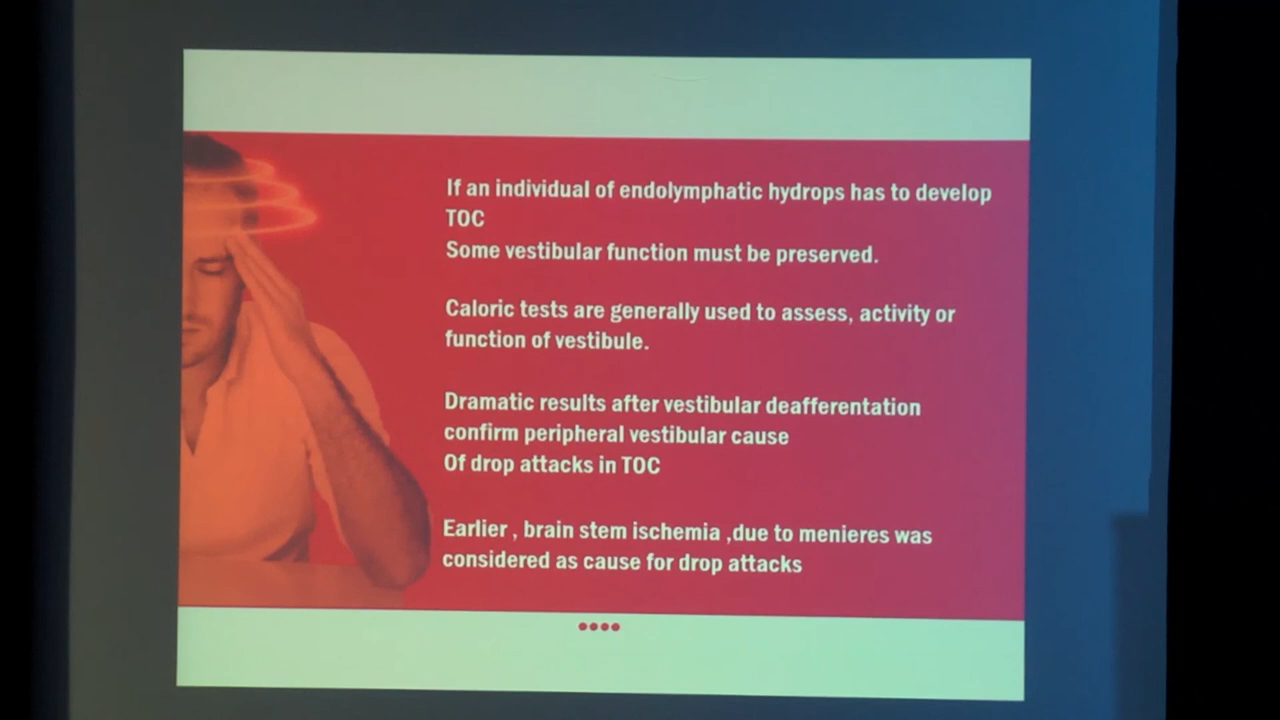 If an individual of endolymphatic hydrops has to develop
TOC
Some vestibular function must be preserved.
Caloric tests are generally used to assess, activity or
function of vestibule.
Dramatic results after vestibular deafferentation
confirm peripheral vestibular cause
Of drop attacks in TOC
Earlier , brain stem ischemia ,due to menieres was
considered as cause for drop attacks